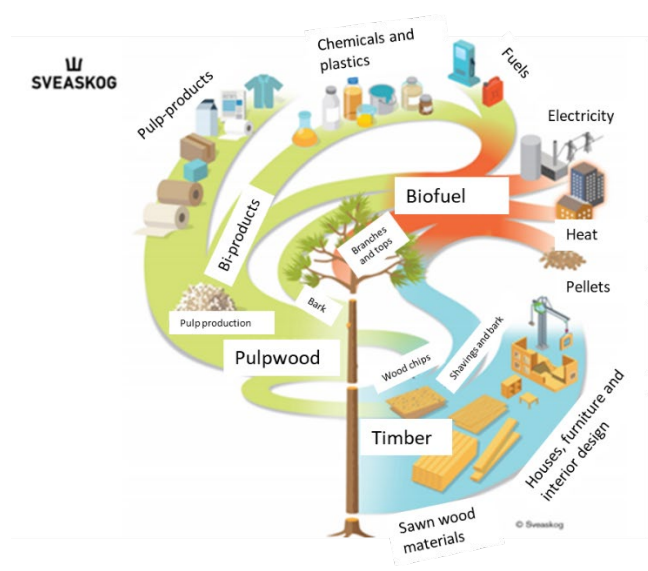 SVEASKOG
Chemicals and
plastics
Fuels
Pulp-products
Electricity
Biofuel
Bi-products
Branches
and tops
Heat
Bark
Pellets
Pulp production
Pulpwood
Wood chips
Shavings and bark
Timber
Houses, furniture and
interior design
Sawn wood
materials
© Sveaskog